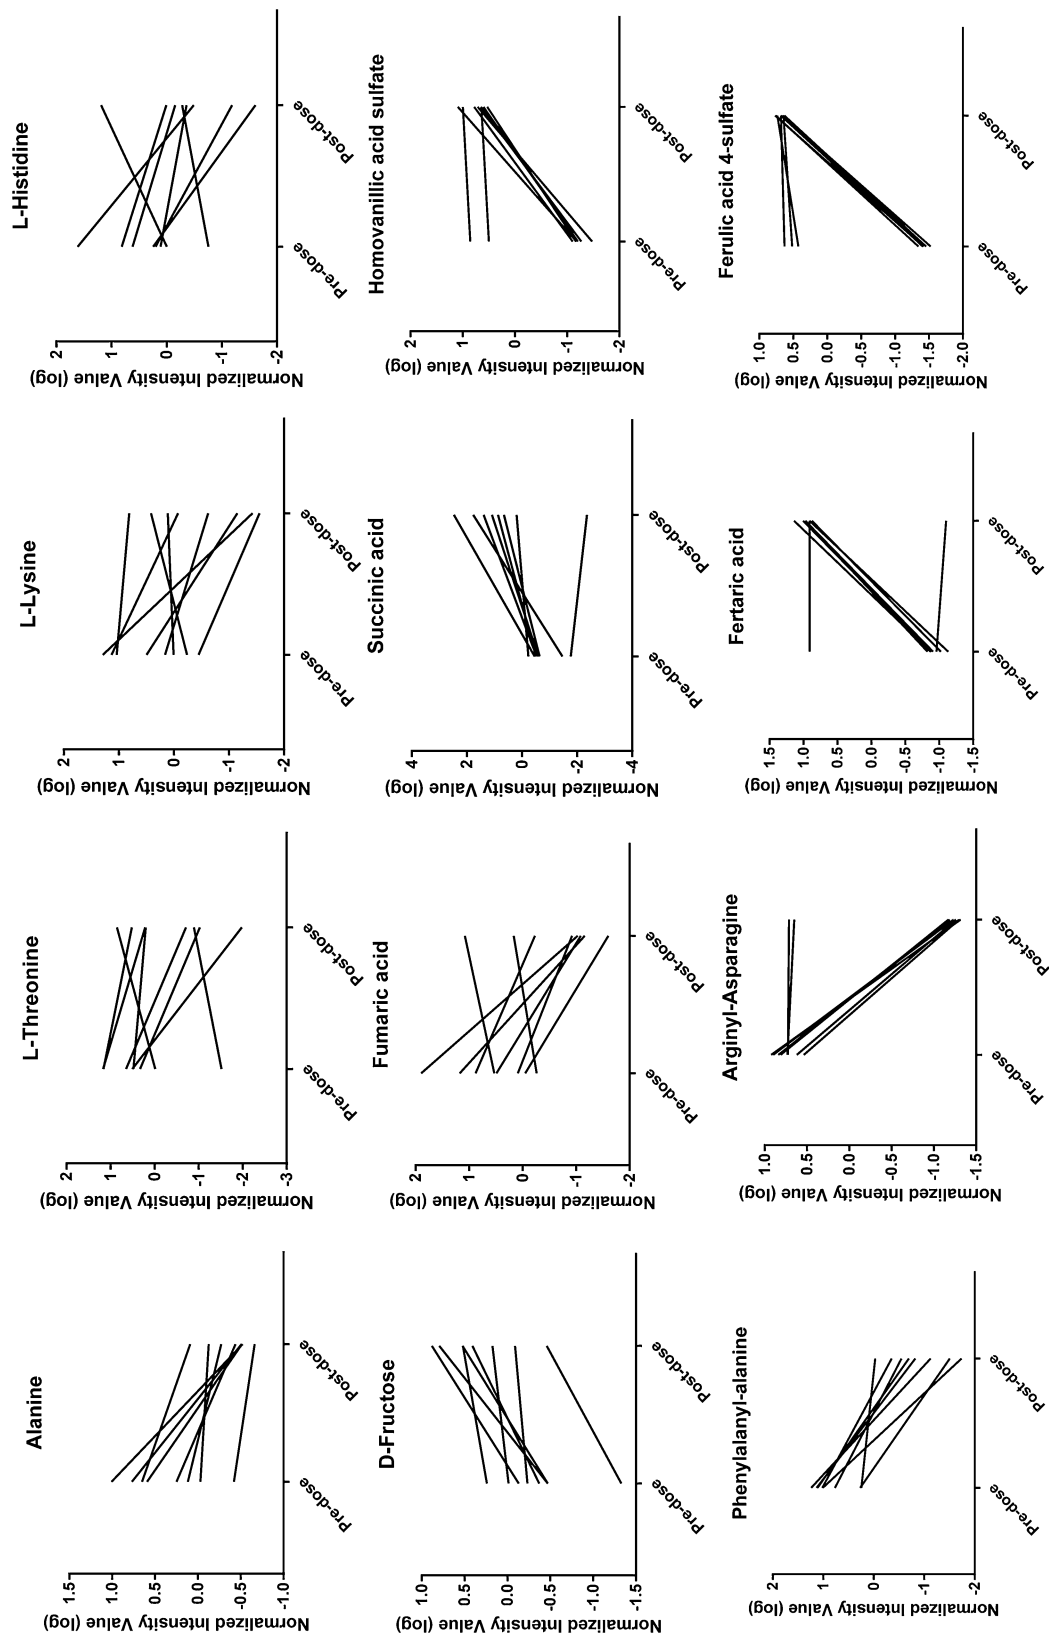 Alanine
Normalized Intensity Value (log)
1.5
1.0
0.5
0.0
-0.5
-1.0
Pre-dose
Post-dose
L-Threonine
Normalized Intensity Value (log)
2
1
0
-1
-2
-3
Pre-dose
Post-dose
L-Lysine
Normalized Intensity Value (log)
2
1
0
-1
-2
Pre-dose
Post-dose
L-Histidine
Normalized Intensity Value (log)
2
1
0
-1
-2
Pre-dose
Post-dose
D-Fructose
Normalized Intensity Value (log)
1.0
0.5
0.0
-0.5
-1.0
-1.5
Pre-dose
Post-dose
Fumaric acid
Normalized Intensity Value (log)
2
1
0
-1
-2
Pre-dose
Post-dose
Succinic acid
Normalized Intensity Value (log)
4
2
0
-2
-4
Pre-dose
Post-dose
Homovanillic acid sulfate
Normalized Intensity Value (log)
2
1
0
-1
-2
Pre-dose
Post-dose
Phenylalanyl-alanine
Normalized Intensity Value (log)
2
1
0
-1
-2
Pre-dose
Post-dose
Arginyl-Asparagine
Normalized Intensity Value (log)
1.0
0.5
0.0
-0.5
-1.0
-1.5
Pre-dose
Post-dose
Fertaric acid
Normalized Intensity Value (log)
1.5
1.0
0.5
0.0
-0.5
-1.0
-1.5
Pre-dose
Post-dose
Ferulic acid 4-sulfate
Normalized Intensity Value (log)
1.0
0.5
0.0
-0.5
-1.0
-1.5
-2.0
Pre-dose
Post-dose